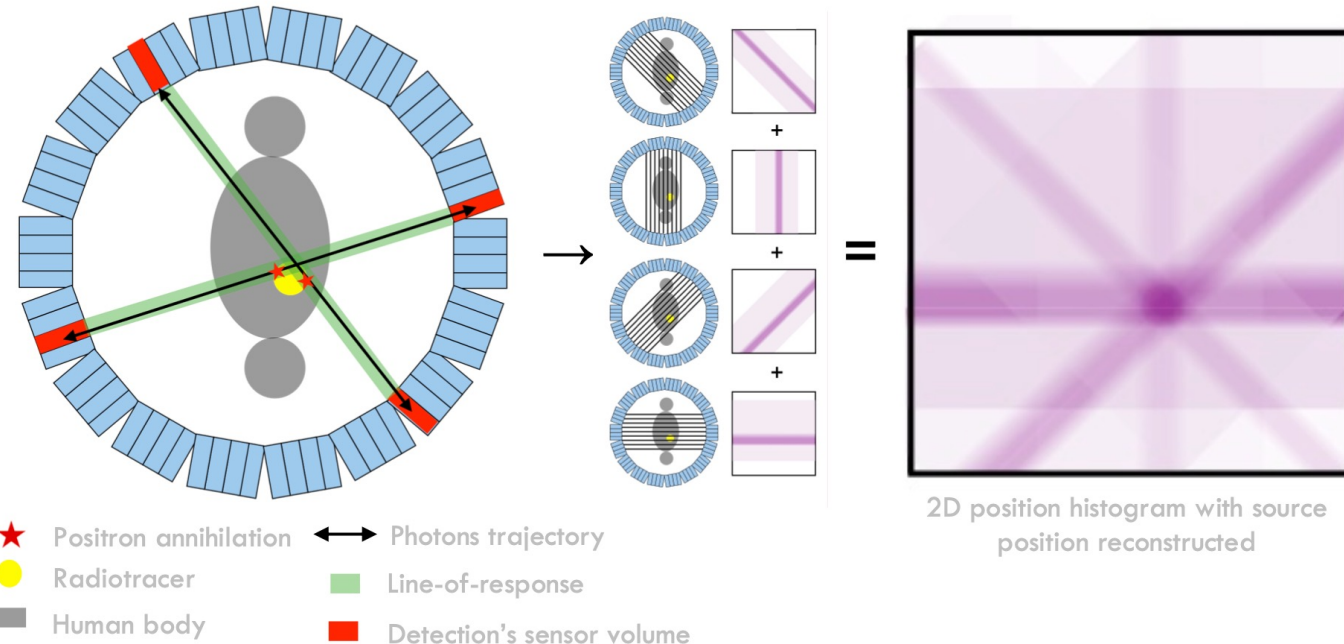 +
+
+
=
2D position histogram with source
position reconstructed
Positron annihilation
Photons trajectory
Radiotracer
Line-of-response
Human body
Detection's sensor volume